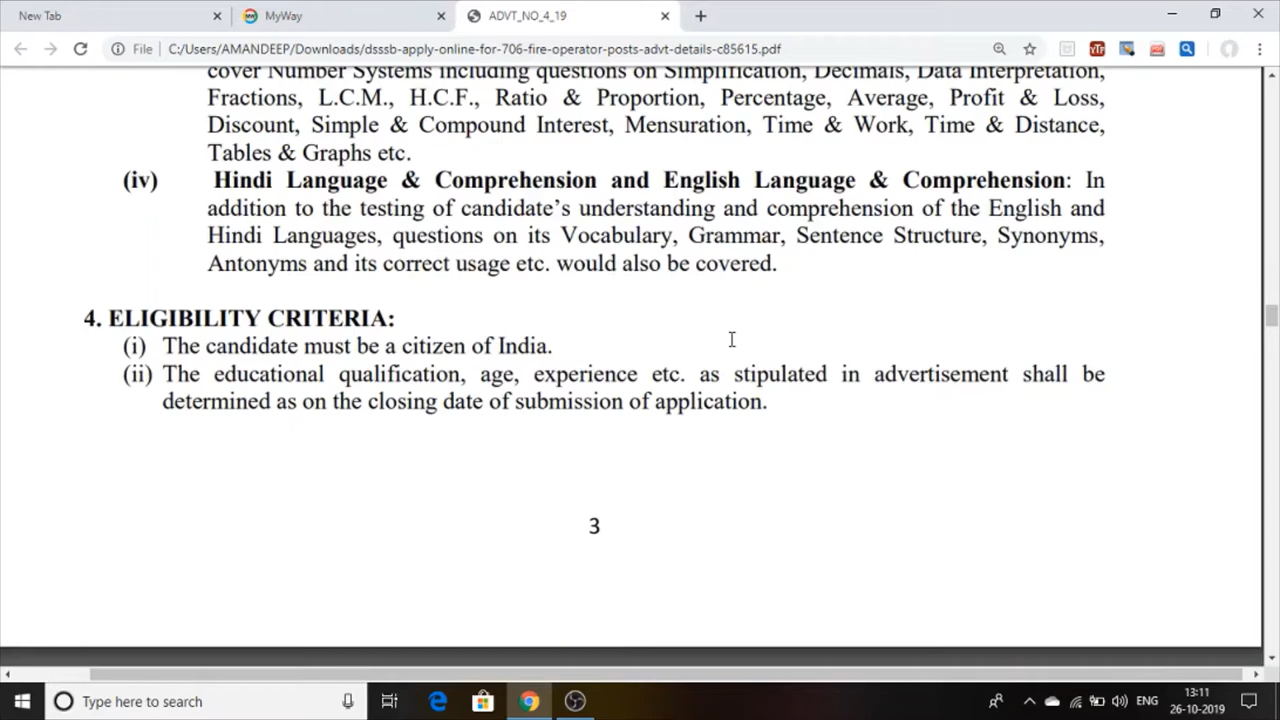 New Tab
MyWay
ADVT_NO_4_19
File C:/Users/AMANDEEP/Downloads/dsssb-apply-online-for-706-fire-operator-posts-advt-details-c85615.pdf
cover Number Systems including questions on Simplification, Decimals, Data Interpretation,
Fractions, L.C.M., H.C.F., Ratio & Proportion, Percentage, Average, Profit & Loss,
Discount, Simple & Compound Interest, Mensuration, Time & Work, Time & Distance,
Tables & Graphs etc.
(iv) Hindi Language & Comprehension and English Language & Comprehension: In
addition to the testing of candidate's understanding and comprehension of the English and
Hindi Languages, questions on its Vocabulary, Grammar, Sentence Structure, Synonyms,
Antonyms and its correct usage etc. would also be covered.
4. ELIGIBILITY CRITERIA:
(i) The candidate must be a citizen of India.
(ii) The educational qualification, age, experience etc. as stipulated in advertisement shall be
determined as on the closing date of submission of application.
3
Type here to search
ENG
13:11
26-10-2019